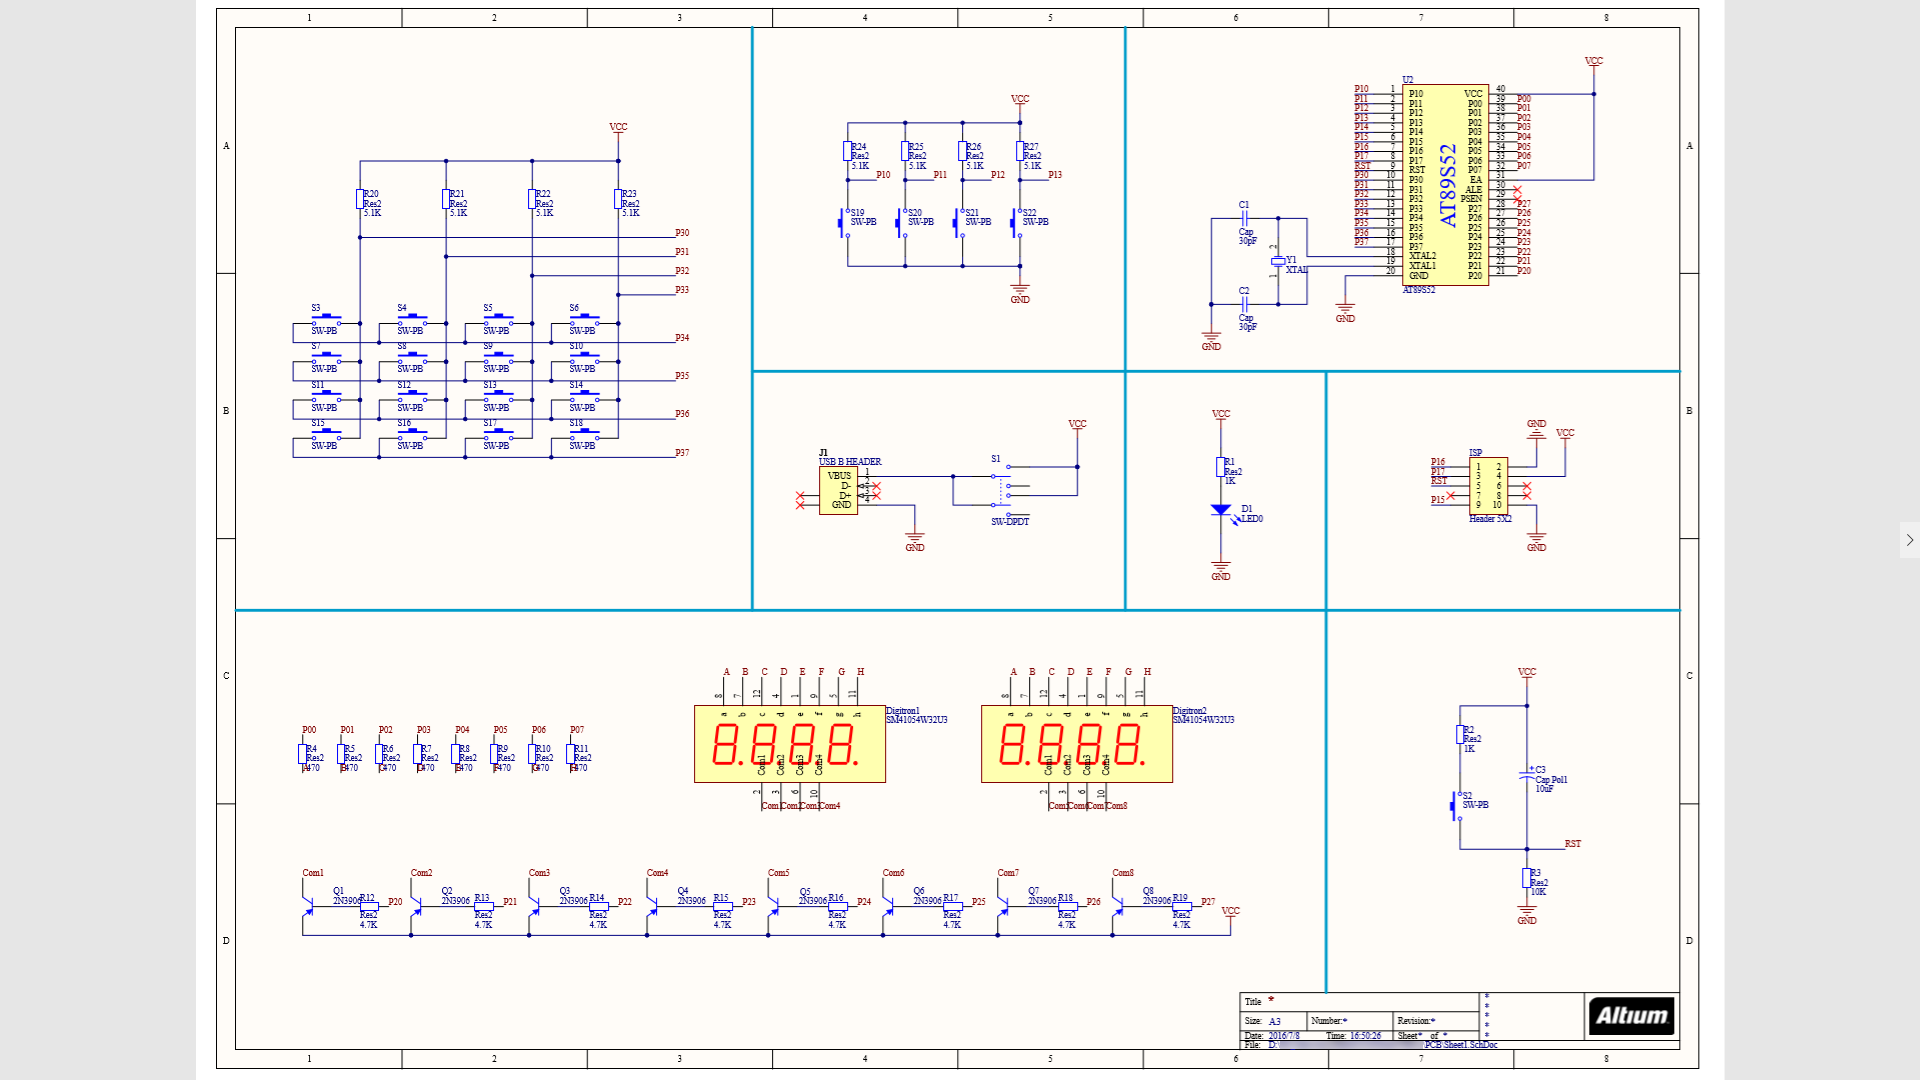 1 2 3 4 5 6 7 8
A
B
C
D
VCC
R20
Res2
5.1K
R21
Res2
5.1K
R22
Res2
5.1K
R23
Res2
5.1K
P30
P31
P32
P33
S3
SW-PB
S4
SW-PB
S5
SW-PB
S6
SW-PB
P34
S7
SW-PB
S8
SW-PB
S9
SW-PB
S10
SW-PB
P35
S11
SW-PB
S12
SW-PB
S13
SW-PB
S14
SW-PB
P36
S15
SW-PB
S16
SW-PB
S17
SW-PB
S18
SW-PB
P37
VCC
R24
Res2
5.1K
R25
Res2
5.1K
R26
Res2
5.1K
R27
Res2
5.1K
P10
P11
P12
P13
S19
SW-PB
S20
SW-PB
S21
SW-PB
S22
SW-PB
GND
VCC
U2
P10 1 P10 VCC 40
P11 2 P11 P00 39 P00
P12 3 P12 P01 38 P01
P13 4 P13 P02 37 P02
P14 5 P14 P03 36 P03
P15 6 P15 P04 35 P04
P16 7 P16 P05 34 P05
P17 8 P17 P06 33 P06
RST 9 RST P07 32 P07
P30 10 P30 EA 31
P31 11 P31 ALE 30
P32 12 P32 PSEN 29
P33 13 P33 P27 28 P27
P34 14 P34 P26 27 P26
P35 15 P35 P25 26 P25
P36 16 P36 P24 25 P24
P37 17 P37 P23 24 P23
18 XTAL2 P22 23 P22
19 XTAL1 P21 22 P21
20 GND P20 21 P20
AT89S52
AT89S52
GND
C1
Cap
30pF
2
Y1
XTAL
1
C2
Cap
30pF
GND
J1
USB B HEADER
VBUS 1
D- 2
D+ 3
GND 4
GND
S1
SW-DPDT
VCC
VCC
R1
Res2
1K
D1
LED0
GND
GND
VCC
ISP
P16 1 2
P17 3 4
RST 5 6
7 8
P15 9 10
Header 5X2
GND
P00 P01 P02 P03 P04 P05 P06 P07
R4
Res2
470
R5
Res2
470
R6
Res2
470
R7
Res2
470
R8
Res2
470
R9
Res2
470
R10
Res2
470
R11
Res2
470
A B C D E F G H
8 7 12 4 1 9 5 11
a b c d e f g h
Digitron1
SM41054W32U3
8.8.8.8.
Com1 Com2 Com3 Com4
2 3 6 10
Com1 Com2 Com3 Com4
A B C D E F G H
8 7 12 4 1 9 5 11
a b c d e f g h
Digitron2
SM41054W32U3
8.8.8.8.
Com1 Com2 Com3 Com4
2 3 6 10
Com5 Com6 Com7 Com8
Com1
Q1
2N3906
R12
Res2
4.7K
P20
Com2
Q2
2N3906
R13
Res2
4.7K
P21
Com3
Q3
2N3906
R14
Res2
4.7K
P22
Com4
Q4
2N3906
R15
Res2
4.7K
P23
Com5
Q5
2N3906
R16
Res2
4.7K
P24
Com6
Q6
2N3906
R17
Res2
4.7K
P25
Com7
Q7
2N3906
R18
Res2
4.7K
P26
Com8
Q8
2N3906
R19
Res2
4.7K
P27
VCC
VCC
R2
Res2
1K
C3
Cap Pol1
10uF
S2
SW-PB
RST
R3
Res2
10K
GND
Title *
Size: A3 Number:* Revision:*
Date: 2016/7/8 Time: 16:50:26 Sheet* of *
File: D: \PCB\Sheet1.SchDoc
*
*
*
*
*
Altium
A
B
C
D
1 2 3 4 5 6 7 8